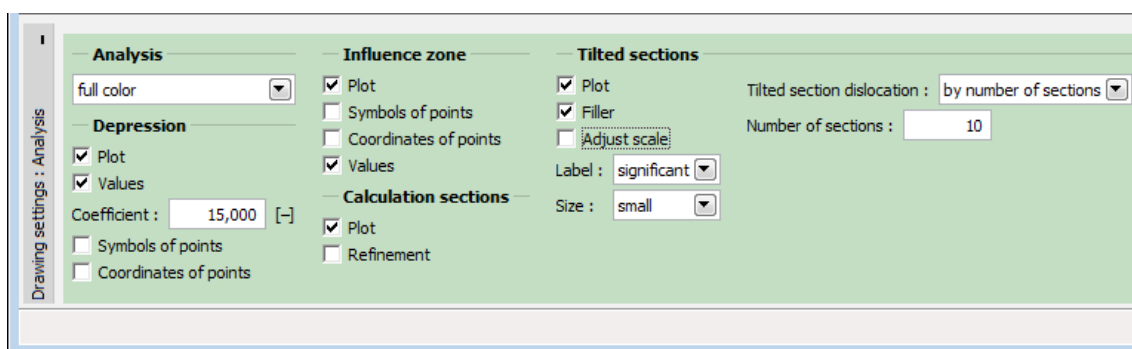 Drawing settings : Analysis
Analysis
full color
Depression
Plot
Values
Coefficient : 15,000 [–]
Symbols of points
Coordinates of points
Influence zone
Plot
Symbols of points
Coordinates of points
Values
Calculation sections
Plot
Refinement
Tilted sections
Plot
Filler
Adjust scale
Label : significant
Size : small
Tilted section dislocation : by number of sections
Number of sections : 10